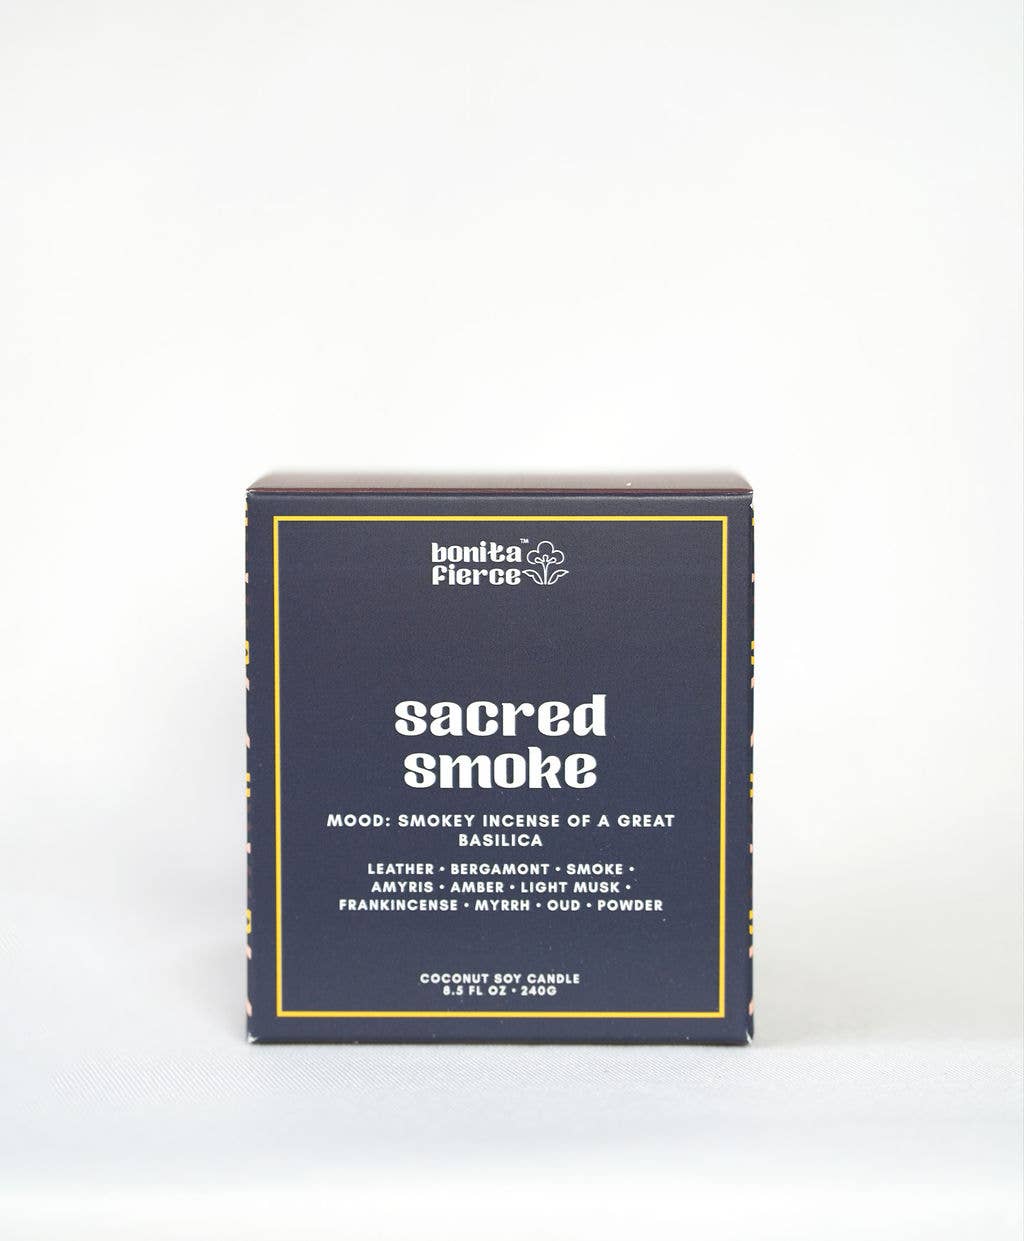 bonita™
fierce
sacred
smoke
MOOD: SMOKEY INCENSE OF A GREAT
BASILICA
LEATHER • BERGAMONT • SMOKE •
AMYRIS • AMBER • LIGHT MUSK •
FRANKINCENSE • MYRRH • OUD • POWDER
COCONUT SOY CANDLE
8.5 FL OZ • 240G